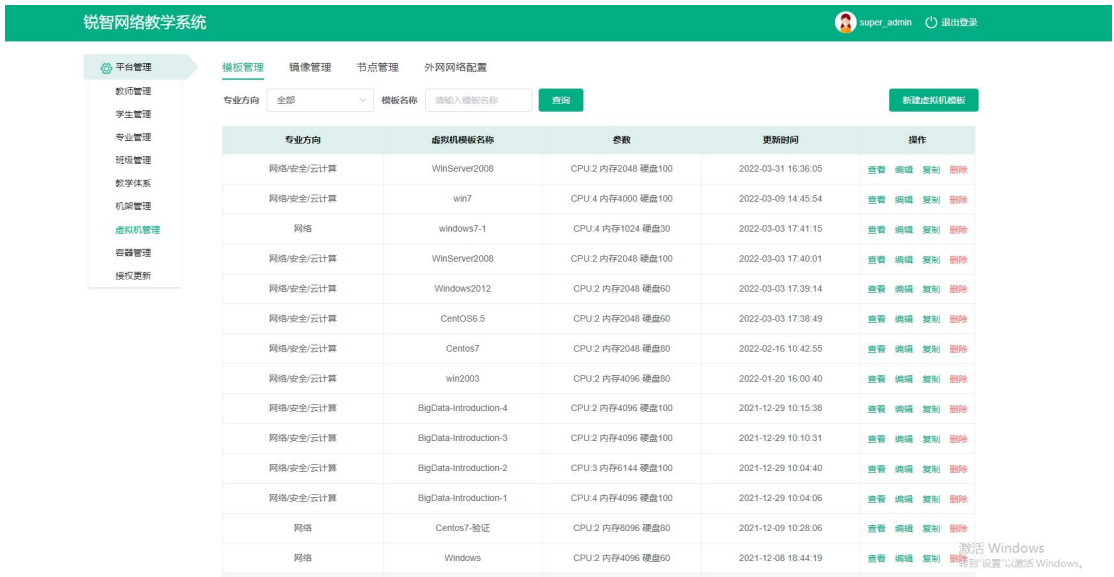 锐智网络教学系统 super_admin 退出登录
平台管理
教师管理
学生管理
专业管理
班级管理
教学体系
机架管理
虚拟机管理
容器管理
授权更新
模板管理 镜像管理 节点管理 外网网络配置
专业方向 全部 模板名称 请输入模板名称 查询 新建虚拟机模板
专业方向 虚拟机模板名称 参数 更新时间 操作
网络/安全/云计算 WinServer2008 CPU:2 内存2048 硬盘100 2022-03-31 16:36:05 查看 编辑 复制 删除
网络/安全/云计算 win7 CPU:4 内存4000 硬盘100 2022-03-09 14:45:54 查看 编辑 复制 删除
网络 windows7-1 CPU:4 内存1024 硬盘30 2022-03-03 17:41:15 查看 编辑 复制 删除
网络/安全/云计算 WinServer2008 CPU:2 内存2048 硬盘100 2022-03-03 17:40:01 查看 编辑 复制 删除
网络/安全/云计算 Windows2012 CPU:2 内存2048 硬盘60 2022-03-03 17:39:14 查看 编辑 复制 删除
网络/安全/云计算 CentOS6.5 CPU:2 内存2048 硬盘60 2022-03-03 17:38:49 查看 编辑 复制 删除
网络/安全/云计算 Centos7 CPU:2 内存2048 硬盘80 2022-02-16 10:42:55 查看 编辑 复制 删除
网络/安全/云计算 win2003 CPU:2 内存4096 硬盘80 2022-01-20 16:00:40 查看 编辑 复制 删除
网络/安全/云计算 BigData-Introduction-4 CPU:2 内存4096 硬盘100 2021-12-29 10:15:38 查看 编辑 复制 删除
网络/安全/云计算 BigData-Introduction-3 CPU:2 内存4096 硬盘100 2021-12-29 10:10:31 查看 编辑 复制 删除
网络/安全/云计算 BigData-Introduction-2 CPU:3 内存6144 硬盘100 2021-12-29 10:04:40 查看 编辑 复制 删除
网络/安全/云计算 BigData-Introduction-1 CPU:4 内存4096 硬盘100 2021-12-29 10:04:06 查看 编辑 复制 删除
网络 Centos7-验证 CPU:2 内存8096 硬盘80 2021-12-09 10:28:06 查看 编辑 复制 删除
网络 Windows CPU:2 内存4096 硬盘60 2021-12-08 18:44:19 查看 编辑 复制 删除
激活 Windows
转到"设置"以激活 Windows。